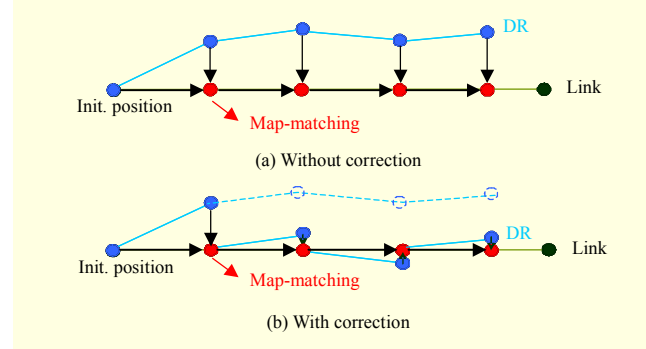 DR
Link
Init. position
Map-matching
(a) Without correction
DR
Link
Init. position
Map-matching
(b) With correction